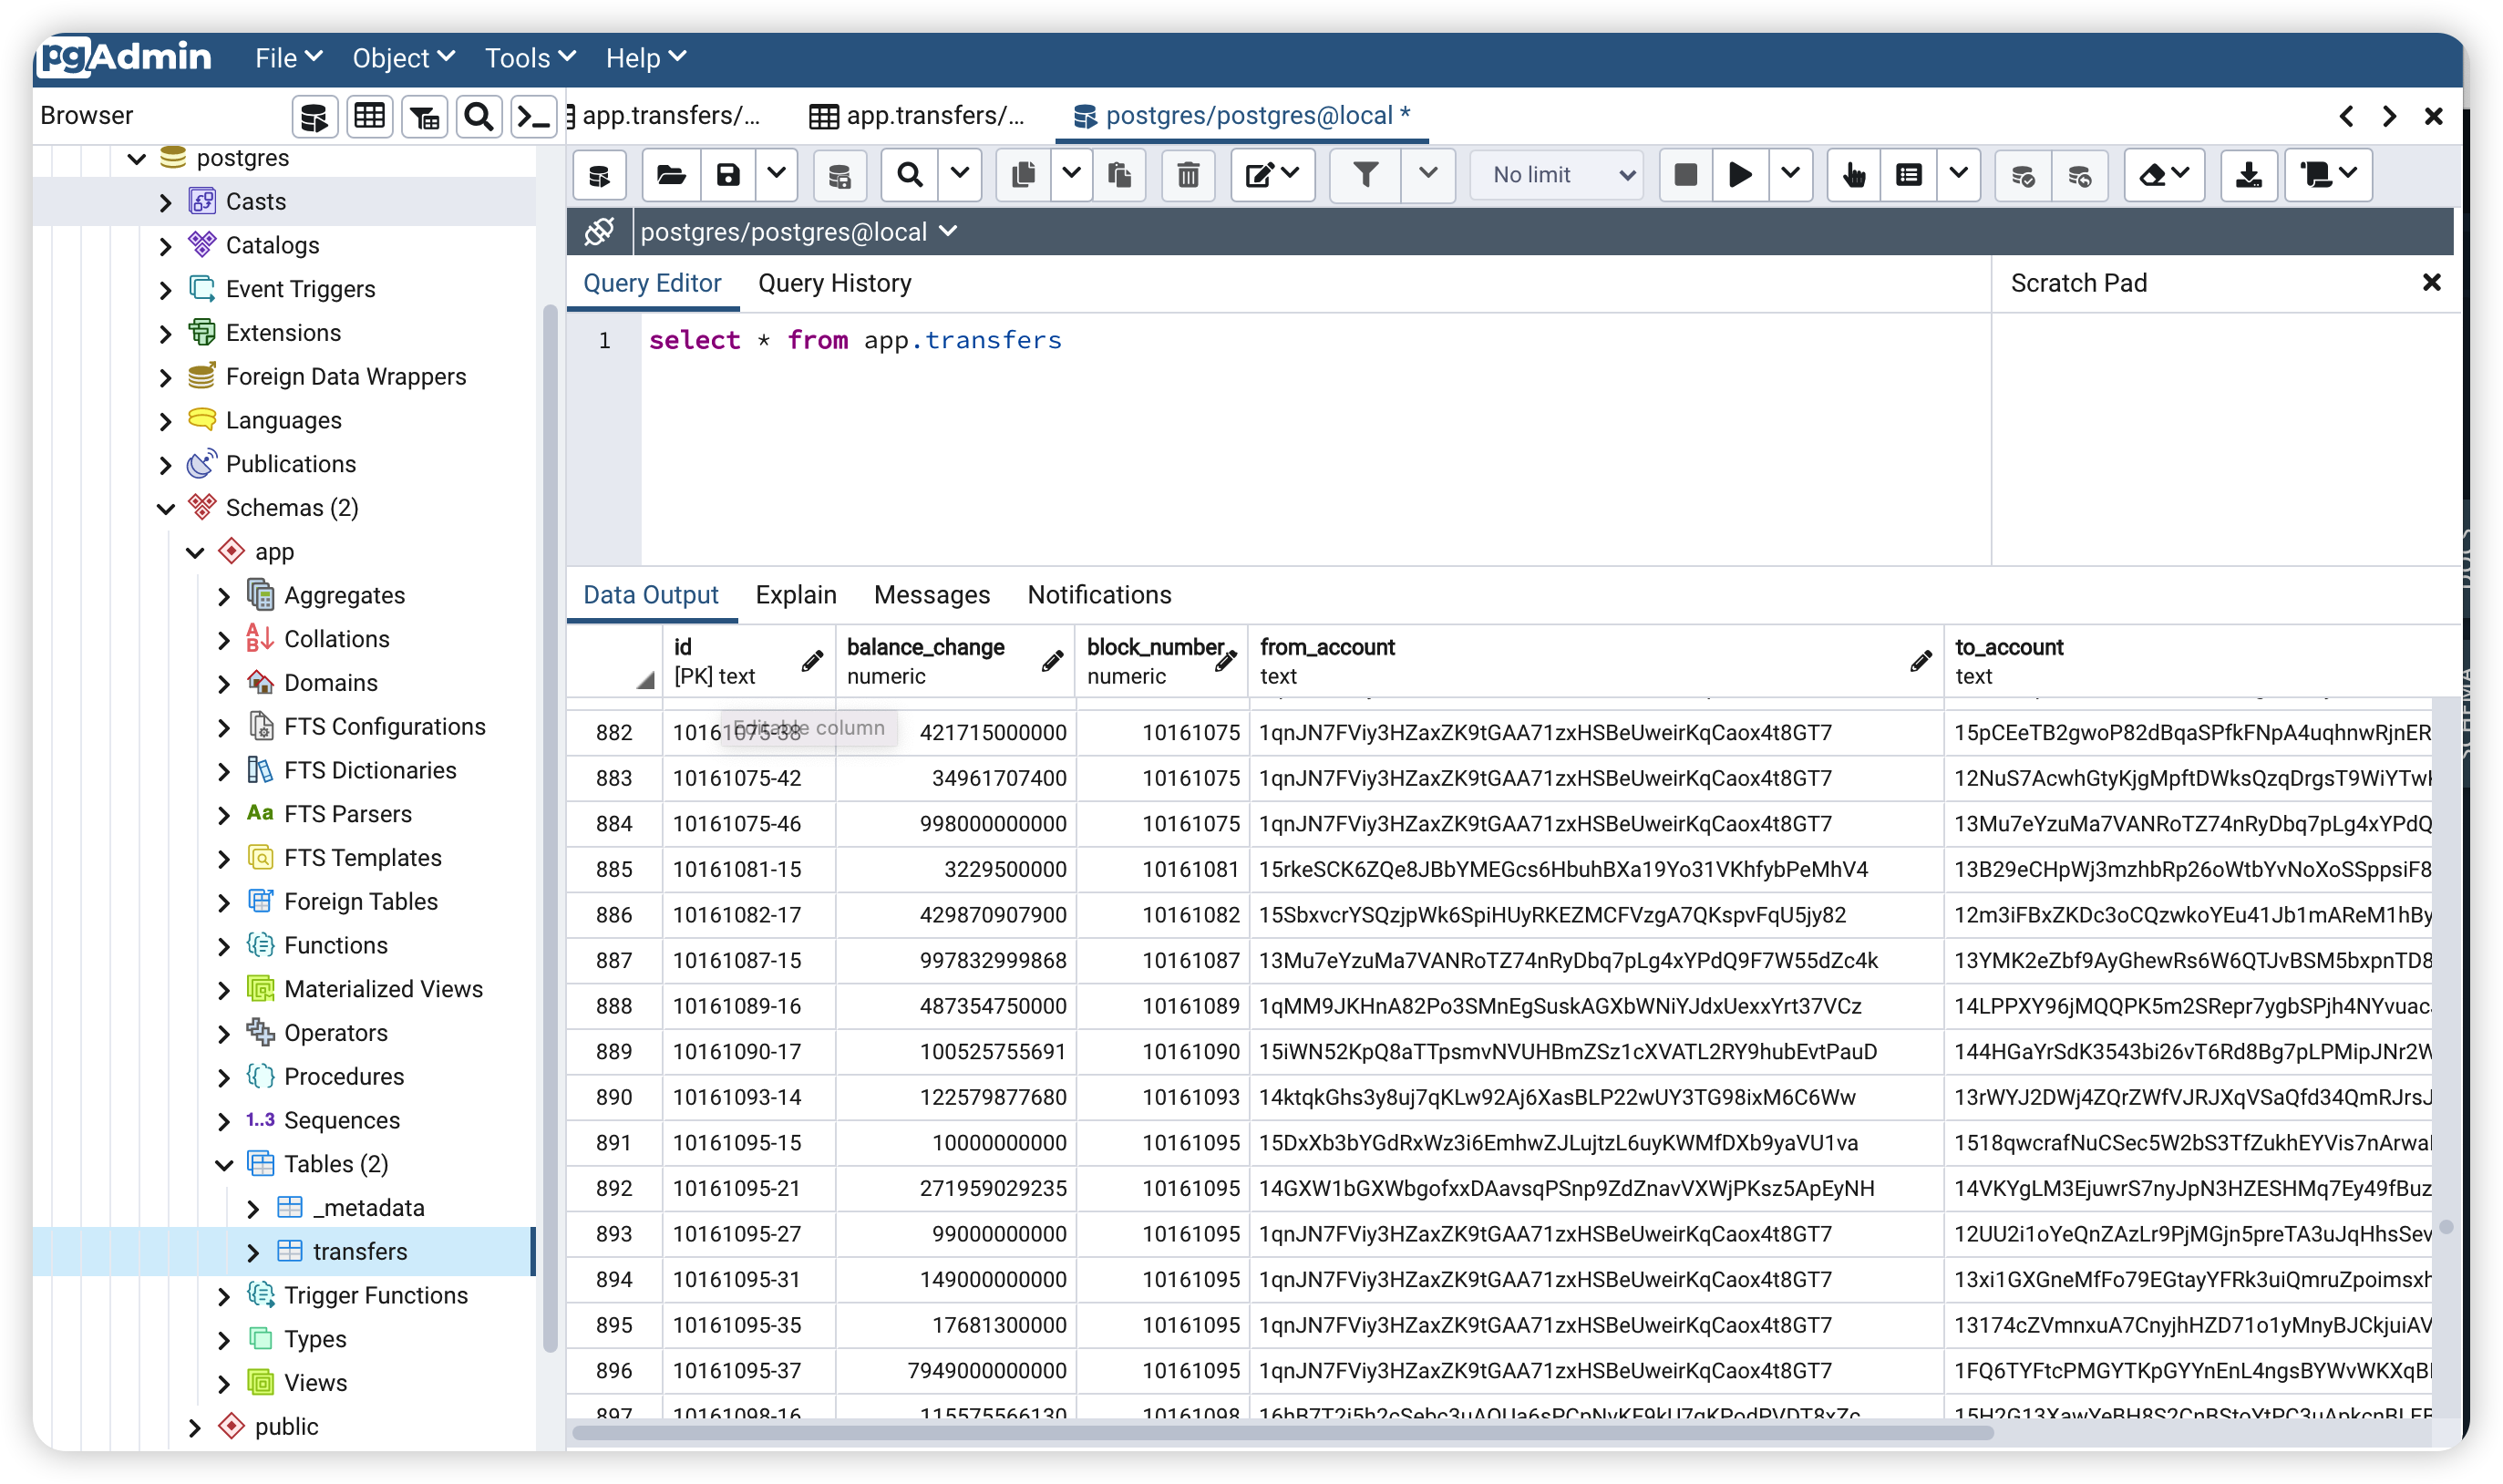 pgAdmin File Object Tools Help
Browser
app.transfers/... app.transfers/... postgres/postgres@local *
No limit
postgres/postgres@local
Query Editor Query History Scratch Pad
1 select * from app.transfers
postgres
Casts
Catalogs
Event Triggers
Extensions
Foreign Data Wrappers
Languages
Publications
Schemas (2)
app
Aggregates
Collations
Domains
FTS Configurations
FTS Dictionaries
Aa FTS Parsers
FTS Templates
Foreign Tables
Functions
Materialized Views
Operators
Procedures
1..3 Sequences
Tables (2)
_metadata
transfers
Trigger Functions
Types
Views
public
Data Output Explain Messages Notifications
id balance_change block_number from_account to_account
[PK] text numeric numeric text text
Editable column
882 10161075-38 421715000000 10161075 1qnJN7FViy3HZaxZK9tGAA71zxHSBeUweirKqCaox4t8GT7 15pCEeTB2gwoP82dBqaSPfkFNpA4uqhnwRjnER
883 10161075-42 34961707400 10161075 1qnJN7FViy3HZaxZK9tGAA71zxHSBeUweirKqCaox4t8GT7 12NuS7AcwhGtyKjgMpftDWksQzqDrgsT9WiYTw
884 10161075-46 998000000000 10161075 1qnJN7FViy3HZaxZK9tGAA71zxHSBeUweirKqCaox4t8GT7 13Mu7eYzuMa7VANRoTZ74nRyDbq7pLg4xYPdQ
885 10161081-15 3229500000 10161081 15rkeSCK6ZQe8JBbYMEGcs6HbuhBXa19Yo31VKhfybPeMhV4 13B29eCHpWj3mzhbRp26oWtbYvNoXoSSppsiF8
886 10161082-17 429870907900 10161082 15SbxvcrYSQzjpWk6SpiHUyRKEZMCFVzgA7QKspvFqU5jy82 12m3iFBxZKDc3oCQzwkoYEu41Jb1mAReM1hBy
887 10161087-15 997832999868 10161087 13Mu7eYzuMa7VANRoTZ74nRyDbq7pLg4xYPdQ9F7W55dZc4k 13YMK2eZbf9AyGhewRs6W6QTJvBSM5bxpnTD8
888 10161089-16 487354750000 10161089 1qMM9JKHnA82Po3SMnEgSuskAGXbWNiYJdxUexxYrt37VCz 14LPPXY96jMQQPK5m2SRepr7ygbSPjh4NYvuac
889 10161090-17 100525755691 10161090 15iWN52KpQ8aTTpsmvNVUHBmZSz1cXVATL2RY9hubEvtPauD 144HGaYrSdK3543bi26vT6Rd8Bg7pLPMipJNr2W
890 10161093-14 122579877680 10161093 14ktqkGhs3y8uj7qKLw92Aj6XasBLP22wUY3TG98ixM6C6Ww 13rWYJ2DWj4ZQrZWfVJRJXqVSaQfd34QmRJrsJ
891 10161095-15 10000000000 10161095 15DxXb3bYGdRxWz3i6EmhwZJLujtzL6uyKWMfDXb9yaVU1va 1518qwcrafNuCSec5W2bS3TfZukhEYVis7nArwa
892 10161095-21 271959029235 10161095 14GXW1bGXWbgofxxDAavsqPSnp9ZdZnavVXWjPKsz5ApEyNH 14VKYgLM3EjuwrS7nyJpN3HZESHMq7Ey49fBuz
893 10161095-27 99000000000 10161095 1qnJN7FViy3HZaxZK9tGAA71zxHSBeUweirKqCaox4t8GT7 12UU2i1oYeQnZAzLr9PjMGjn5preTA3uJqHhsSev
894 10161095-31 149000000000 10161095 1qnJN7FViy3HZaxZK9tGAA71zxHSBeUweirKqCaox4t8GT7 13xi1GXGneMfFo79EGtayYFRk3uiQmruZpoimsxh
895 10161095-35 17681300000 10161095 1qnJN7FViy3HZaxZK9tGAA71zxHSBeUweirKqCaox4t8GT7 13174cZVmnxuA7CnyjhHZD71o1yMnyBJCkjuiAV
896 10161095-37 7949000000000 10161095 1qnJN7FViy3HZaxZK9tGAA71zxHSBeUweirKqCaox4t8GT7 1FQ6TYFtcPMGYTKpGYYnEnL4ngsBYWvWKXqB
897 10161098-16 115575566130 10161098